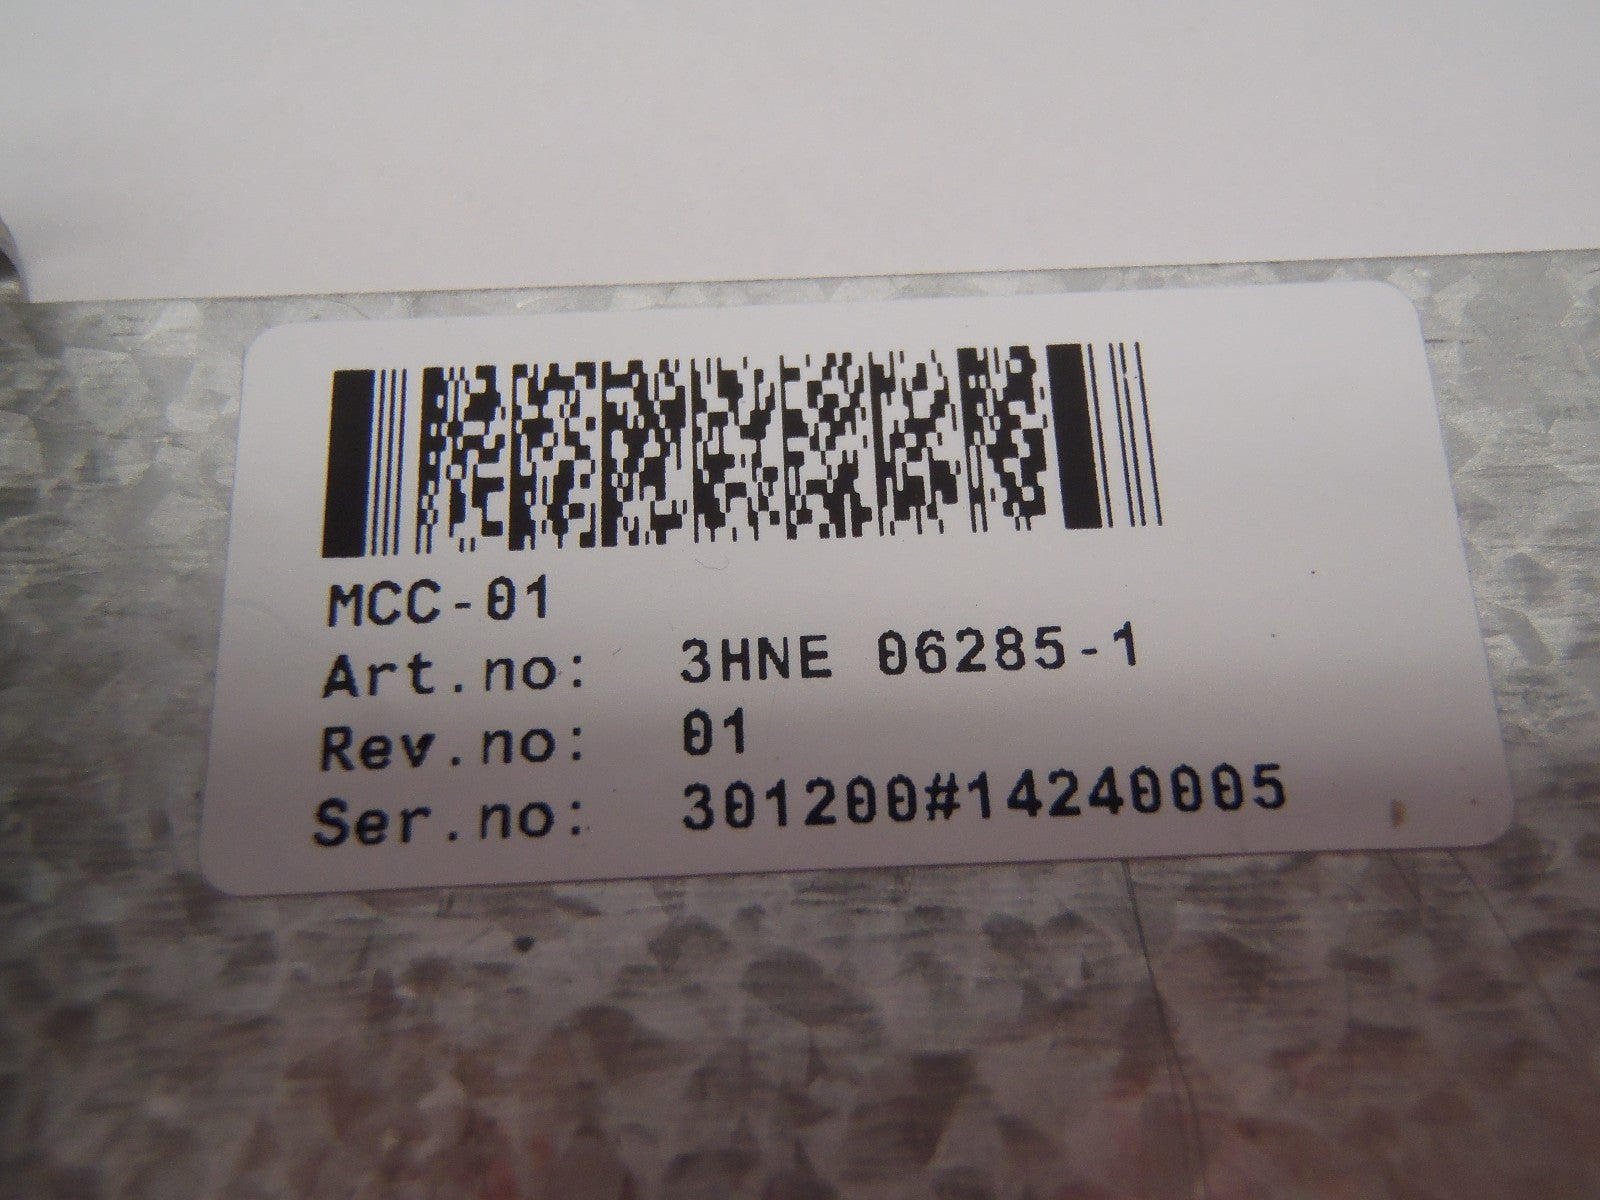 MCC-01
Art.no: 3HNE 06285-1
Rev.no: 01
Ser.no: 301200#14240005